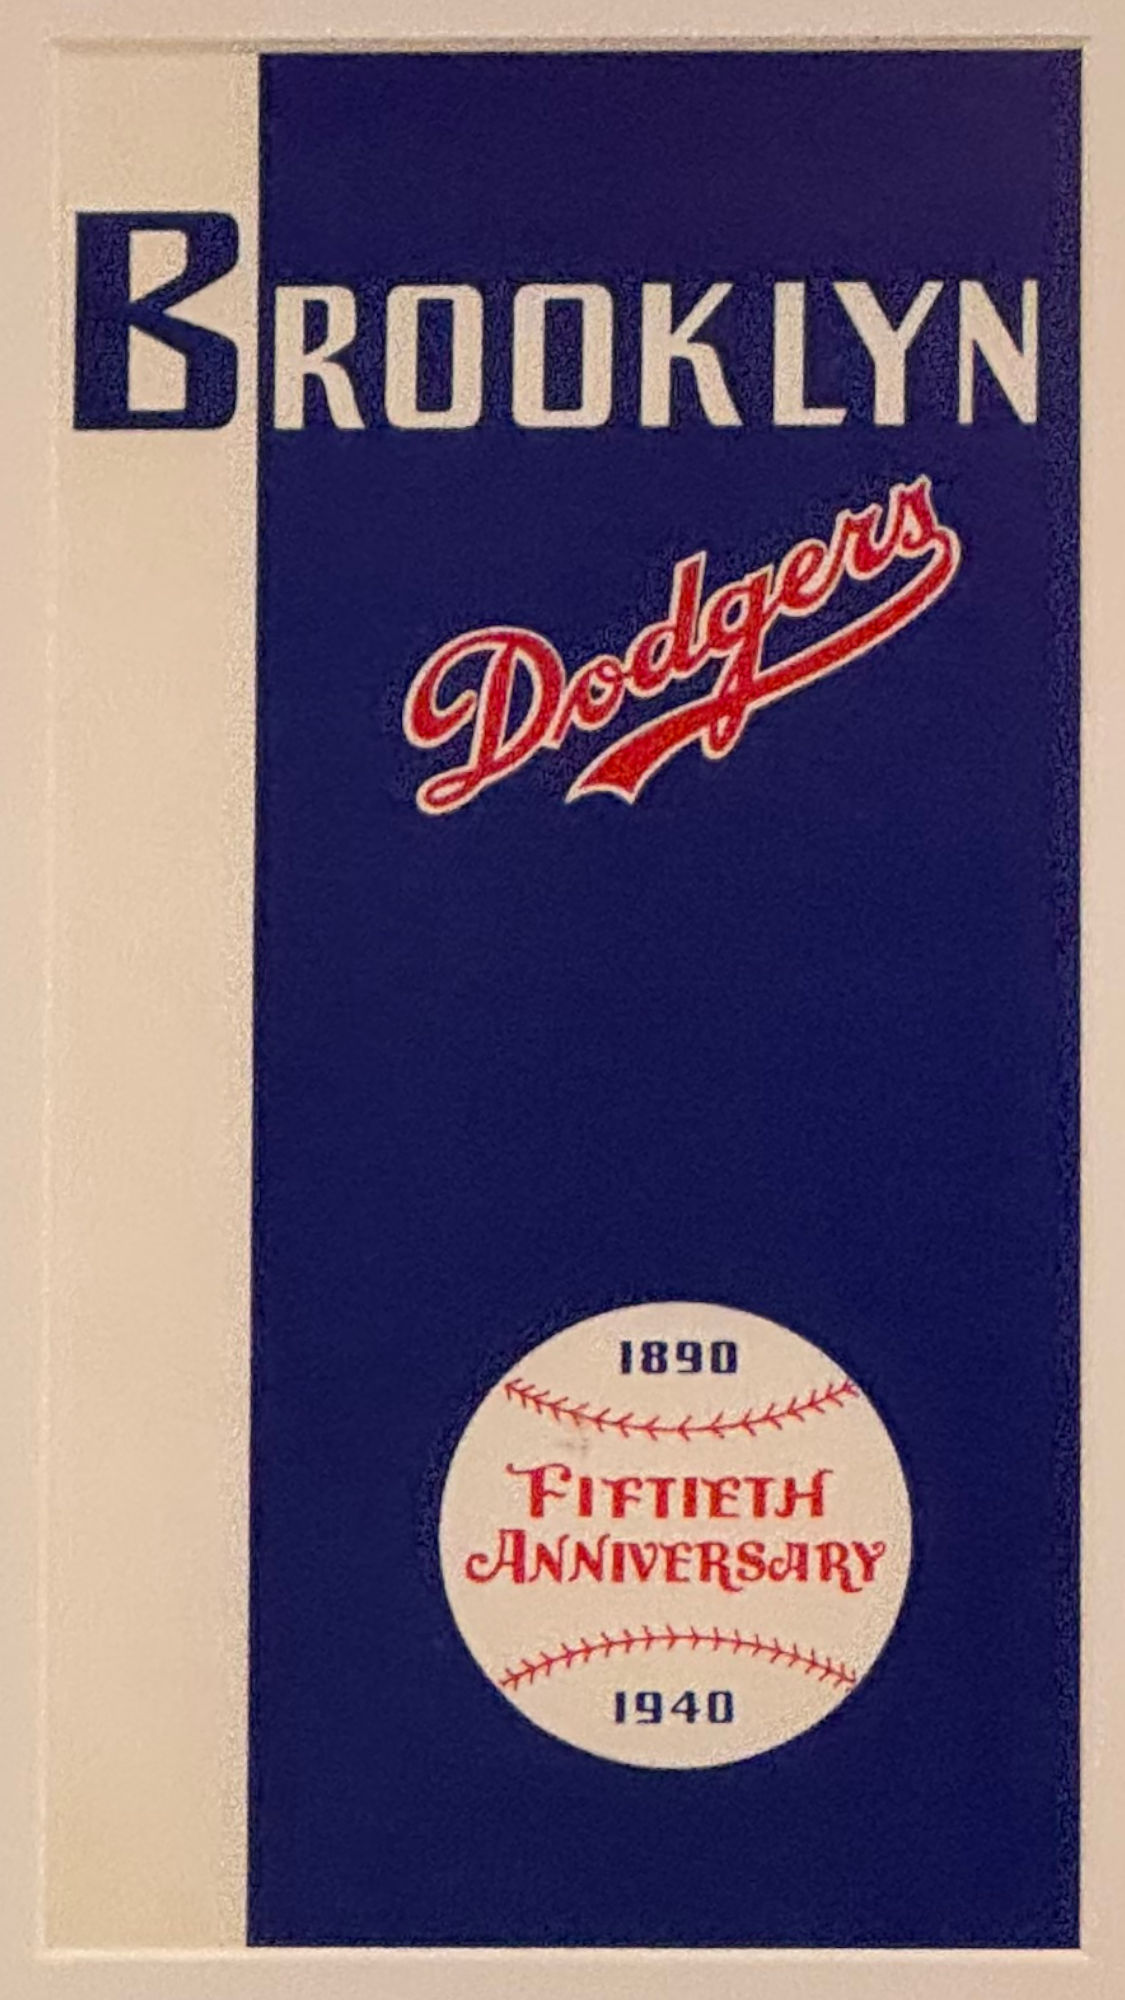 BROOKLYN
Dodgers
1890
FIFTIETH
ANNIVERSARY
1940